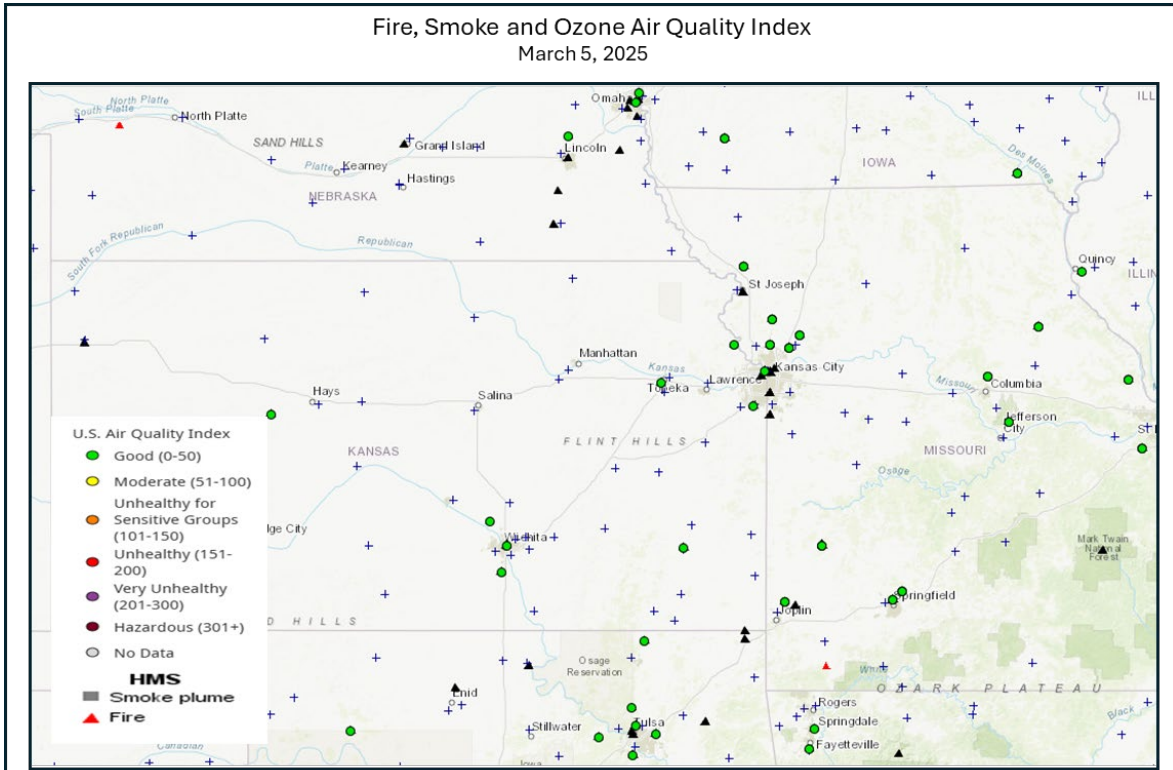 Fire, Smoke and Ozone Air Quality Index
March 5, 2025
North Platte
South Platte
North Platte
SAND HILLS
Platte
Kearney
Grand Island
Hastings
NEBRASKA
Omaha
Lincoln
IOWA
Des Moines
ILL
South Fork Republican
Republican
Quincy
ILLIN
St Joseph
Manhattan
Kansas
Lawrence
Kansas City
Topeka
Missouri
Columbia
Jefferson
City
St
Hays
Salina
KANSAS
FLINT HILLS
MISSOURI
Osage
U.S. Air Quality Index
Good (0-50)
Moderate (51-100)
Unhealthy for
Sensitive Groups
(101-150)
Unhealthy (151-
200)
Very Unhealthy
(201-300)
Hazardous (301+)
No Data
HMS
Smoke plume
Fire
ge City
Wichita
Mark Twain
National
Forest
Joplin
Springfield
D HILLS
Osage
Reservation
White
OZARK PLATEAU
Enid
Stillwater
Tulsa
Rogers
Springdale
Fayetteville
Black
Canadian
Iowa